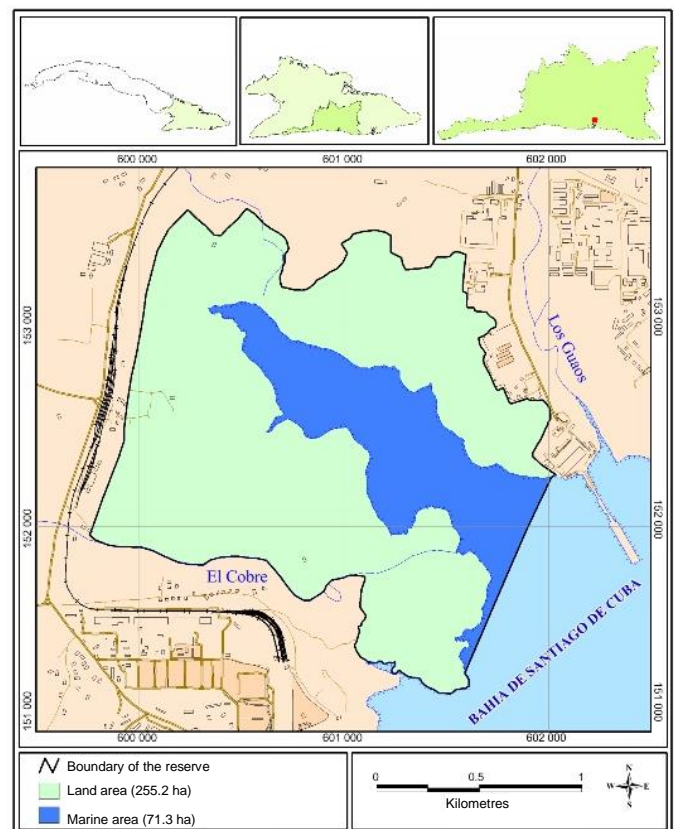 600 000
601 000
602 000
153 000
153 000
Los Guaos
152 000
152 000
El Cobre
BAHIA DE SANTIAGO DE CUBA
151 000
151 000
600 000
601 000
602 000
Boundary of the reserve
Land area (255.2 ha)
Marine area (71.3 ha)
0 0.5 1
Kilometres
N
W E
S